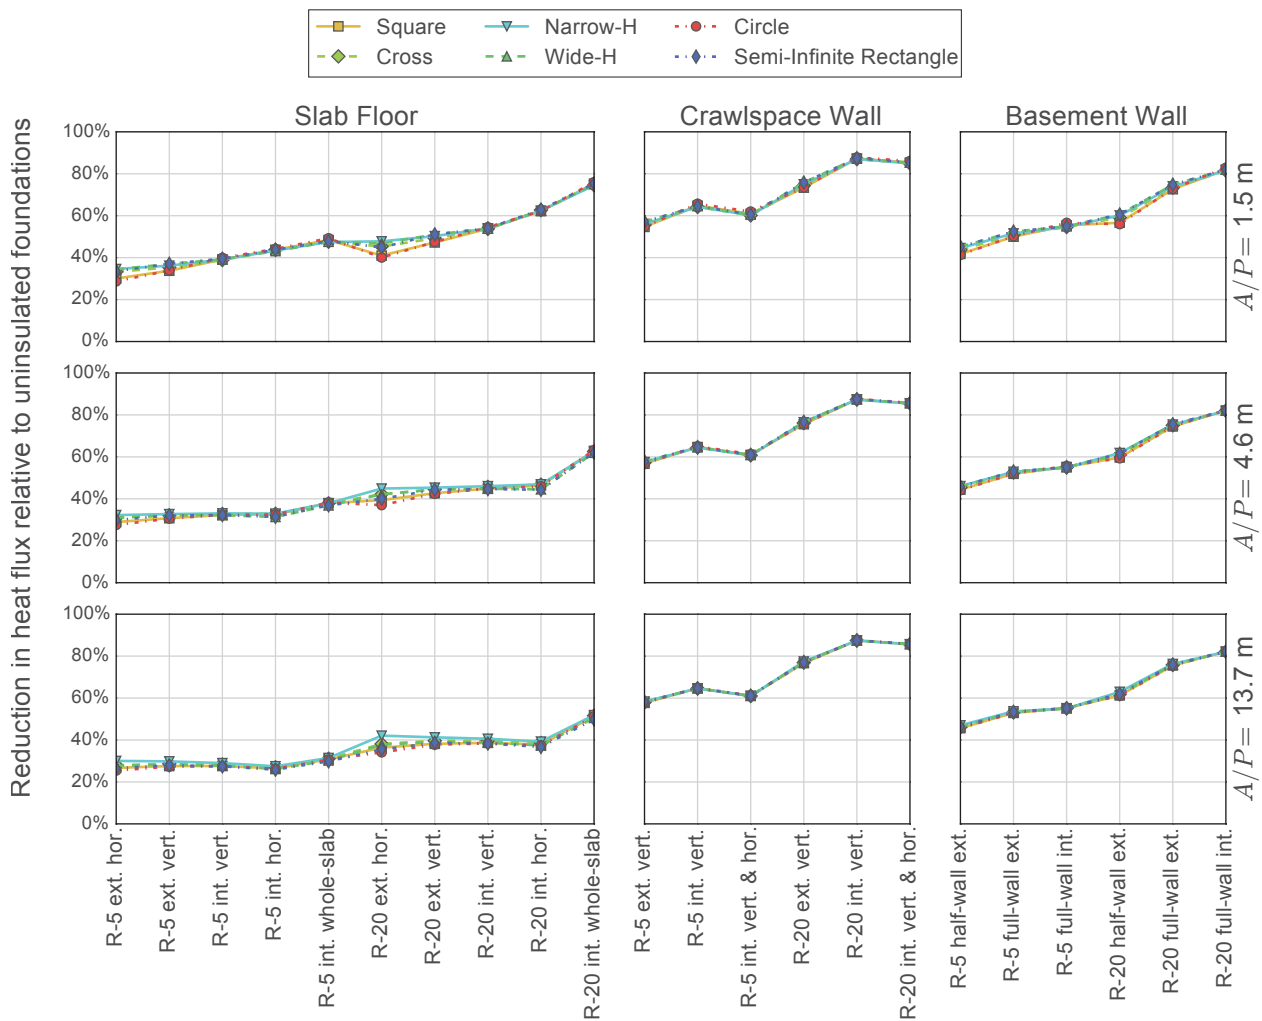 Square
Narrow-H
Circle
Cross
Wide-H
Semi-Infinite Rectangle
Reduction in heat flux relative to uninsulated foundations
Slab Floor
Crawlspace Wall
Basement Wall
100%
80%
60%
40%
20%
0%
A/P = 1.5 m
100%
80%
60%
40%
20%
0%
A/P = 4.6 m
100%
80%
60%
40%
20%
0%
A/P = 13.7 m
R-5 ext. hor.
R-5 ext. vert.
R-5 int. vert.
R-5 int. hor.
R-5 int. whole-slab
R-20 ext. hor.
R-20 ext. vert.
R-20 int. vert.
R-20 int. hor.
R-20 int. whole-slab
R-5 ext. vert.
R-5 int. vert.
R-5 int. vert. & hor.
R-20 ext. vert.
R-20 int. vert.
R-20 int. vert. & hor.
R-5 half-wall ext.
R-5 full-wall ext.
R-5 full-wall int.
R-20 half-wall ext.
R-20 full-wall ext.
R-20 full-wall int.